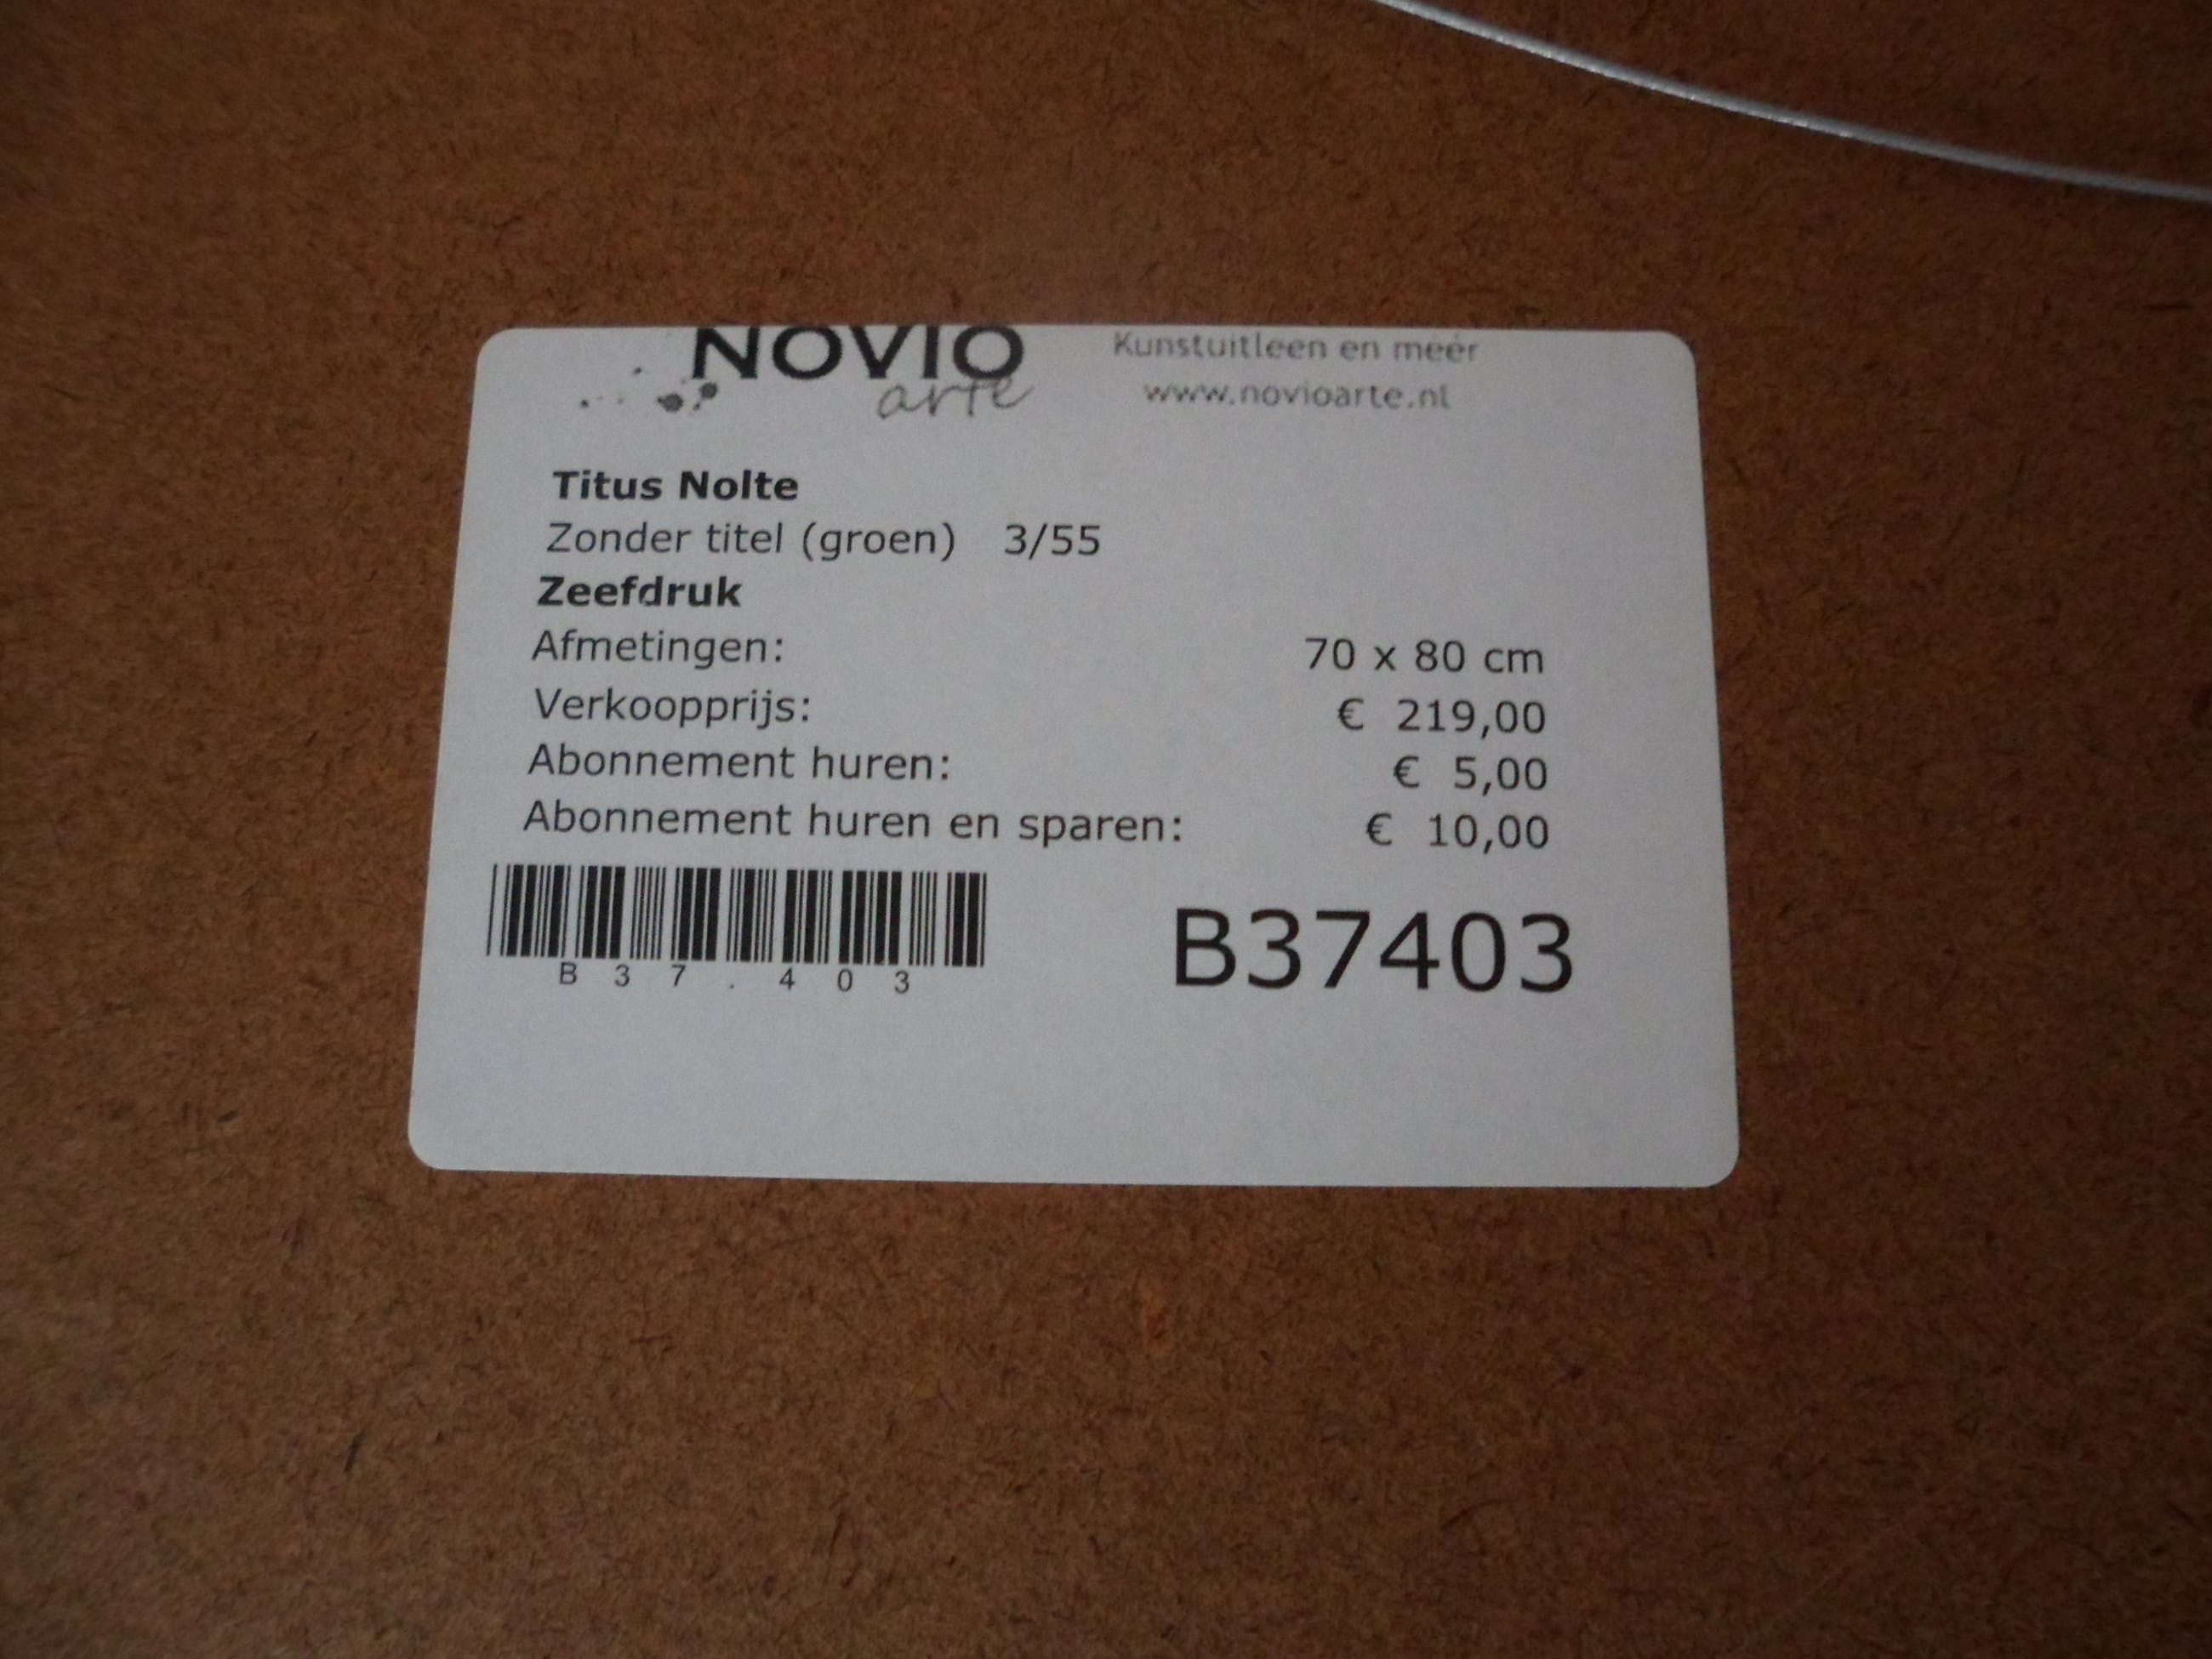 NOVIO
arte
Kunstuitleen en meer
www.novioarte.nl
Titus Nolte
Zonder titel (groen) 3/55
Zeefdruk
Afmetingen: 70 x 80 cm
Verkoopprijs: € 219,00
Abonnement huren: € 5,00
Abonnement huren en sparen: € 10,00
B37.403
B37403